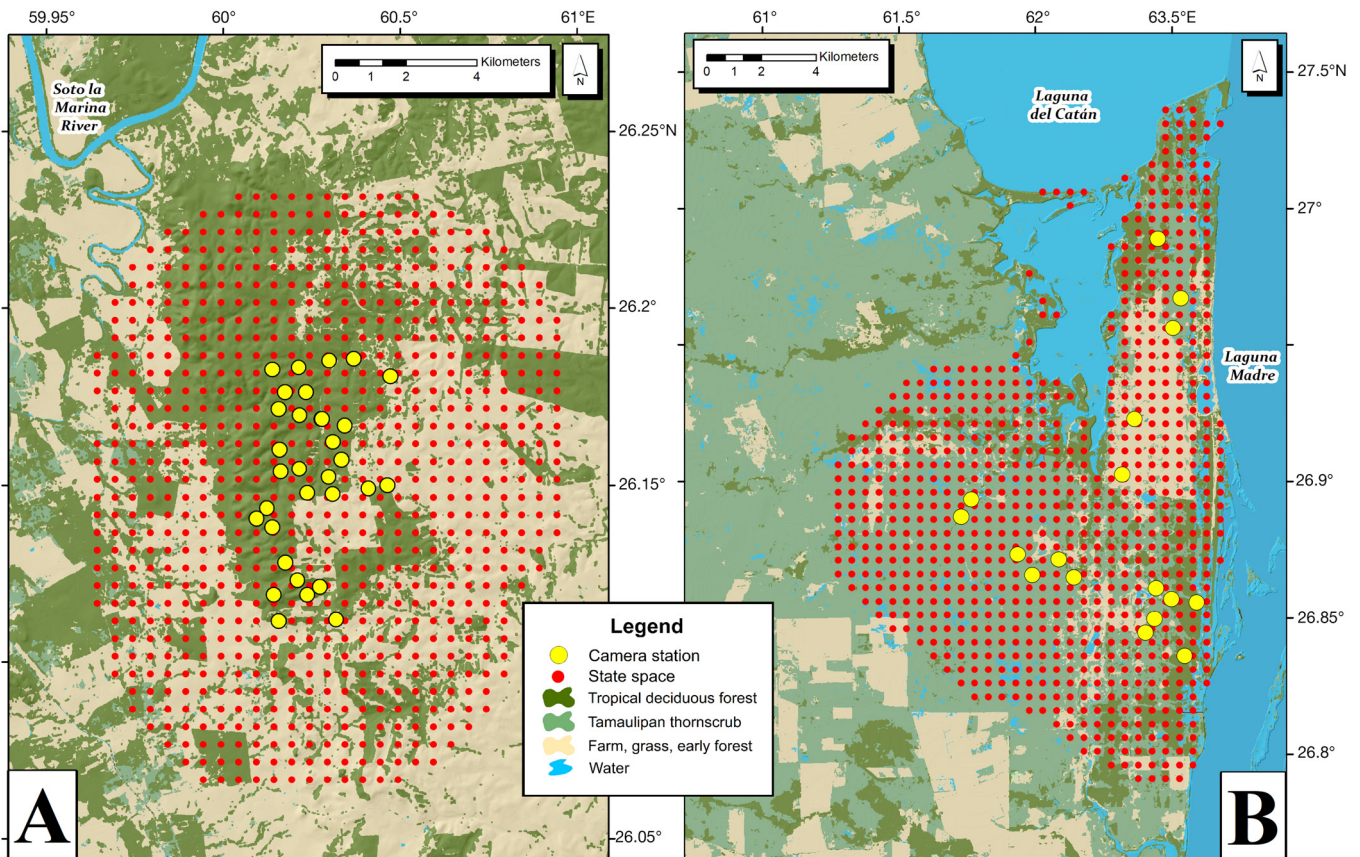 59.95°
60°
60.5°
61°E
Soto la
Marina
River
Kilometers
0 1 2 4
N
26.25°N
26.2°
26.15°
26.05°
A
61°
61.5°
62°
63.5°E
Kilometers
0 1 2 4
N
Laguna
del Catán
Laguna
Madre
27.5°N
27°
26.9°
26.85°
26.8°
B
Legend
Camera station
State space
Tropical deciduous forest
Tamaulipan thornscrub
Farm, grass, early forest
Water